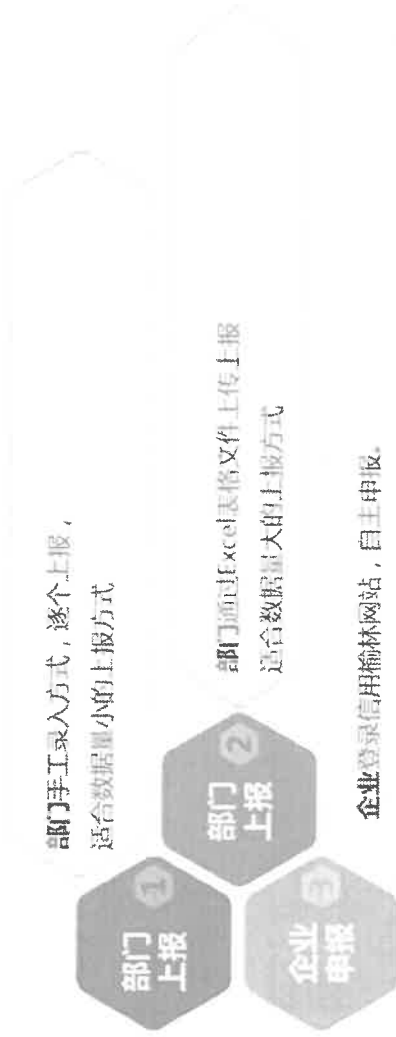 部门
上报
1
部门手工录入方式，逐个上报，
适合数据量小的上报方式
部门
上报
2
部门通过Excel表格文件上传上报
适合数据量大的上报方式
企业
申报
3
企业登录信用榆林网站，自主申报。